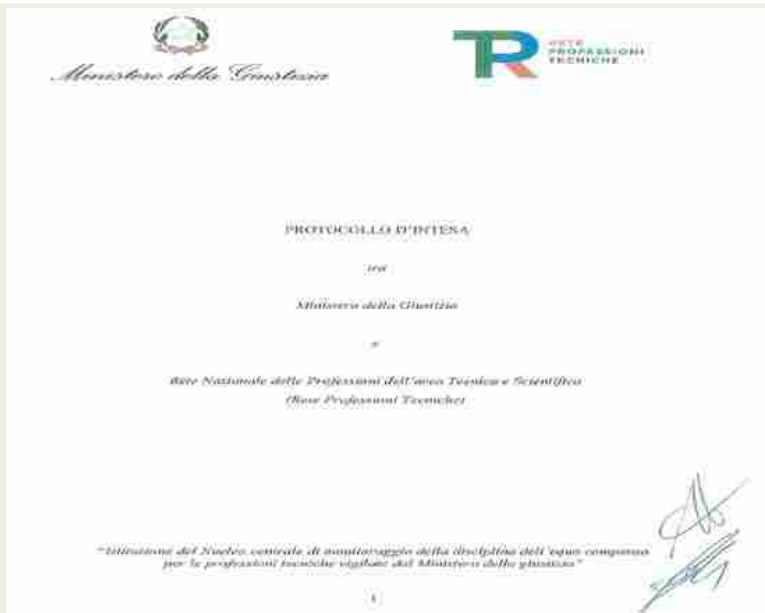 Ministero della Giustizia
RETE
PROFESSIONI
TECNICHE
PROTOCOLLO D'INTESA
tra
Ministero della Giustizia
e
Rete Nazionale delle Professioni dell'area Tecnica e Scientifica
(Rete Professioni Tecniche)
"Istituzione del Nucleo centrale di monitoraggio della disciplina dell'equo compenso
per le professioni tecniche vigilate dal Ministero della giustizia"
1